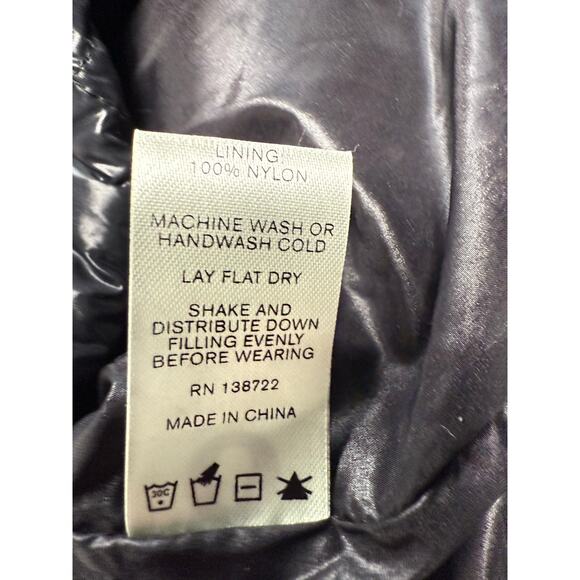 LINING:
100% NYLON
MACHINE WASH OR
HANDWASH COLD
LAY FLAT DRY
SHAKE AND
DISTRIBUTE DOWN
FILLING EVENLY
BEFORE WEARING
RN 138722
MADE IN CHINA
30C